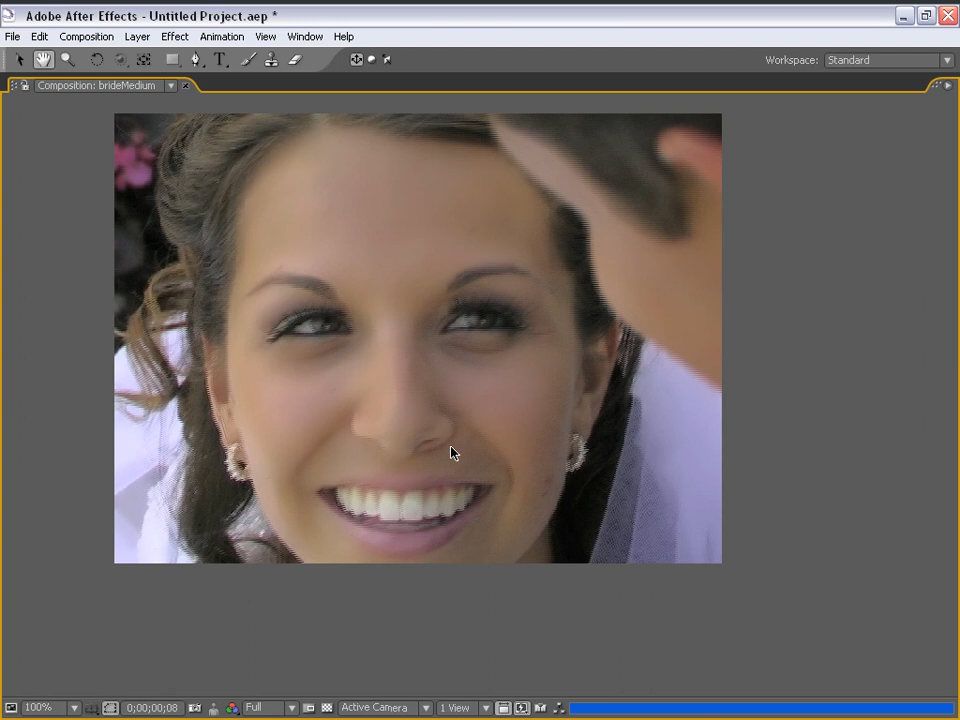 Adobe After Effects - Untitled Project.aep *
File Edit Composition Layer Effect Animation View Window Help
T Workspace: Standard
Composition: brideMedium
100% 0;00;00;08 Full Active Camera 1 View